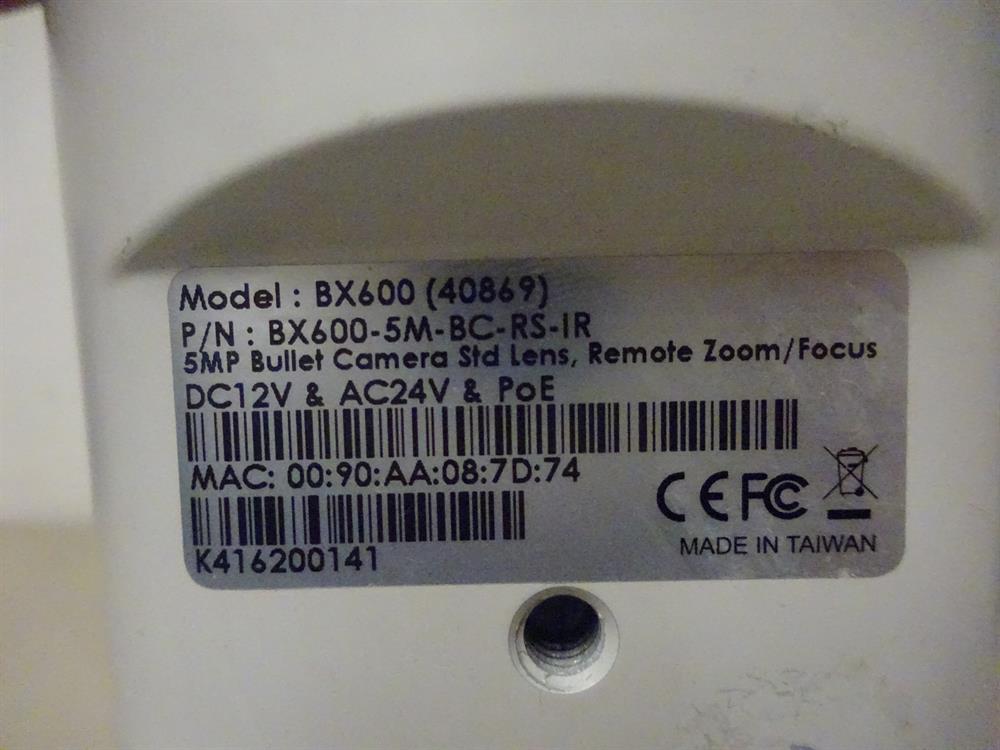 Model : BX600 (40869)
P/N : BX600-5M-BC-RS-IR
5MP Bullet Camera Std Lens, Remote Zoom/Focus
DC12V & AC24V & PoE
MAC: 00:90:AA:08:7D:74
K416200141
CE FC
MADE IN TAIWAN